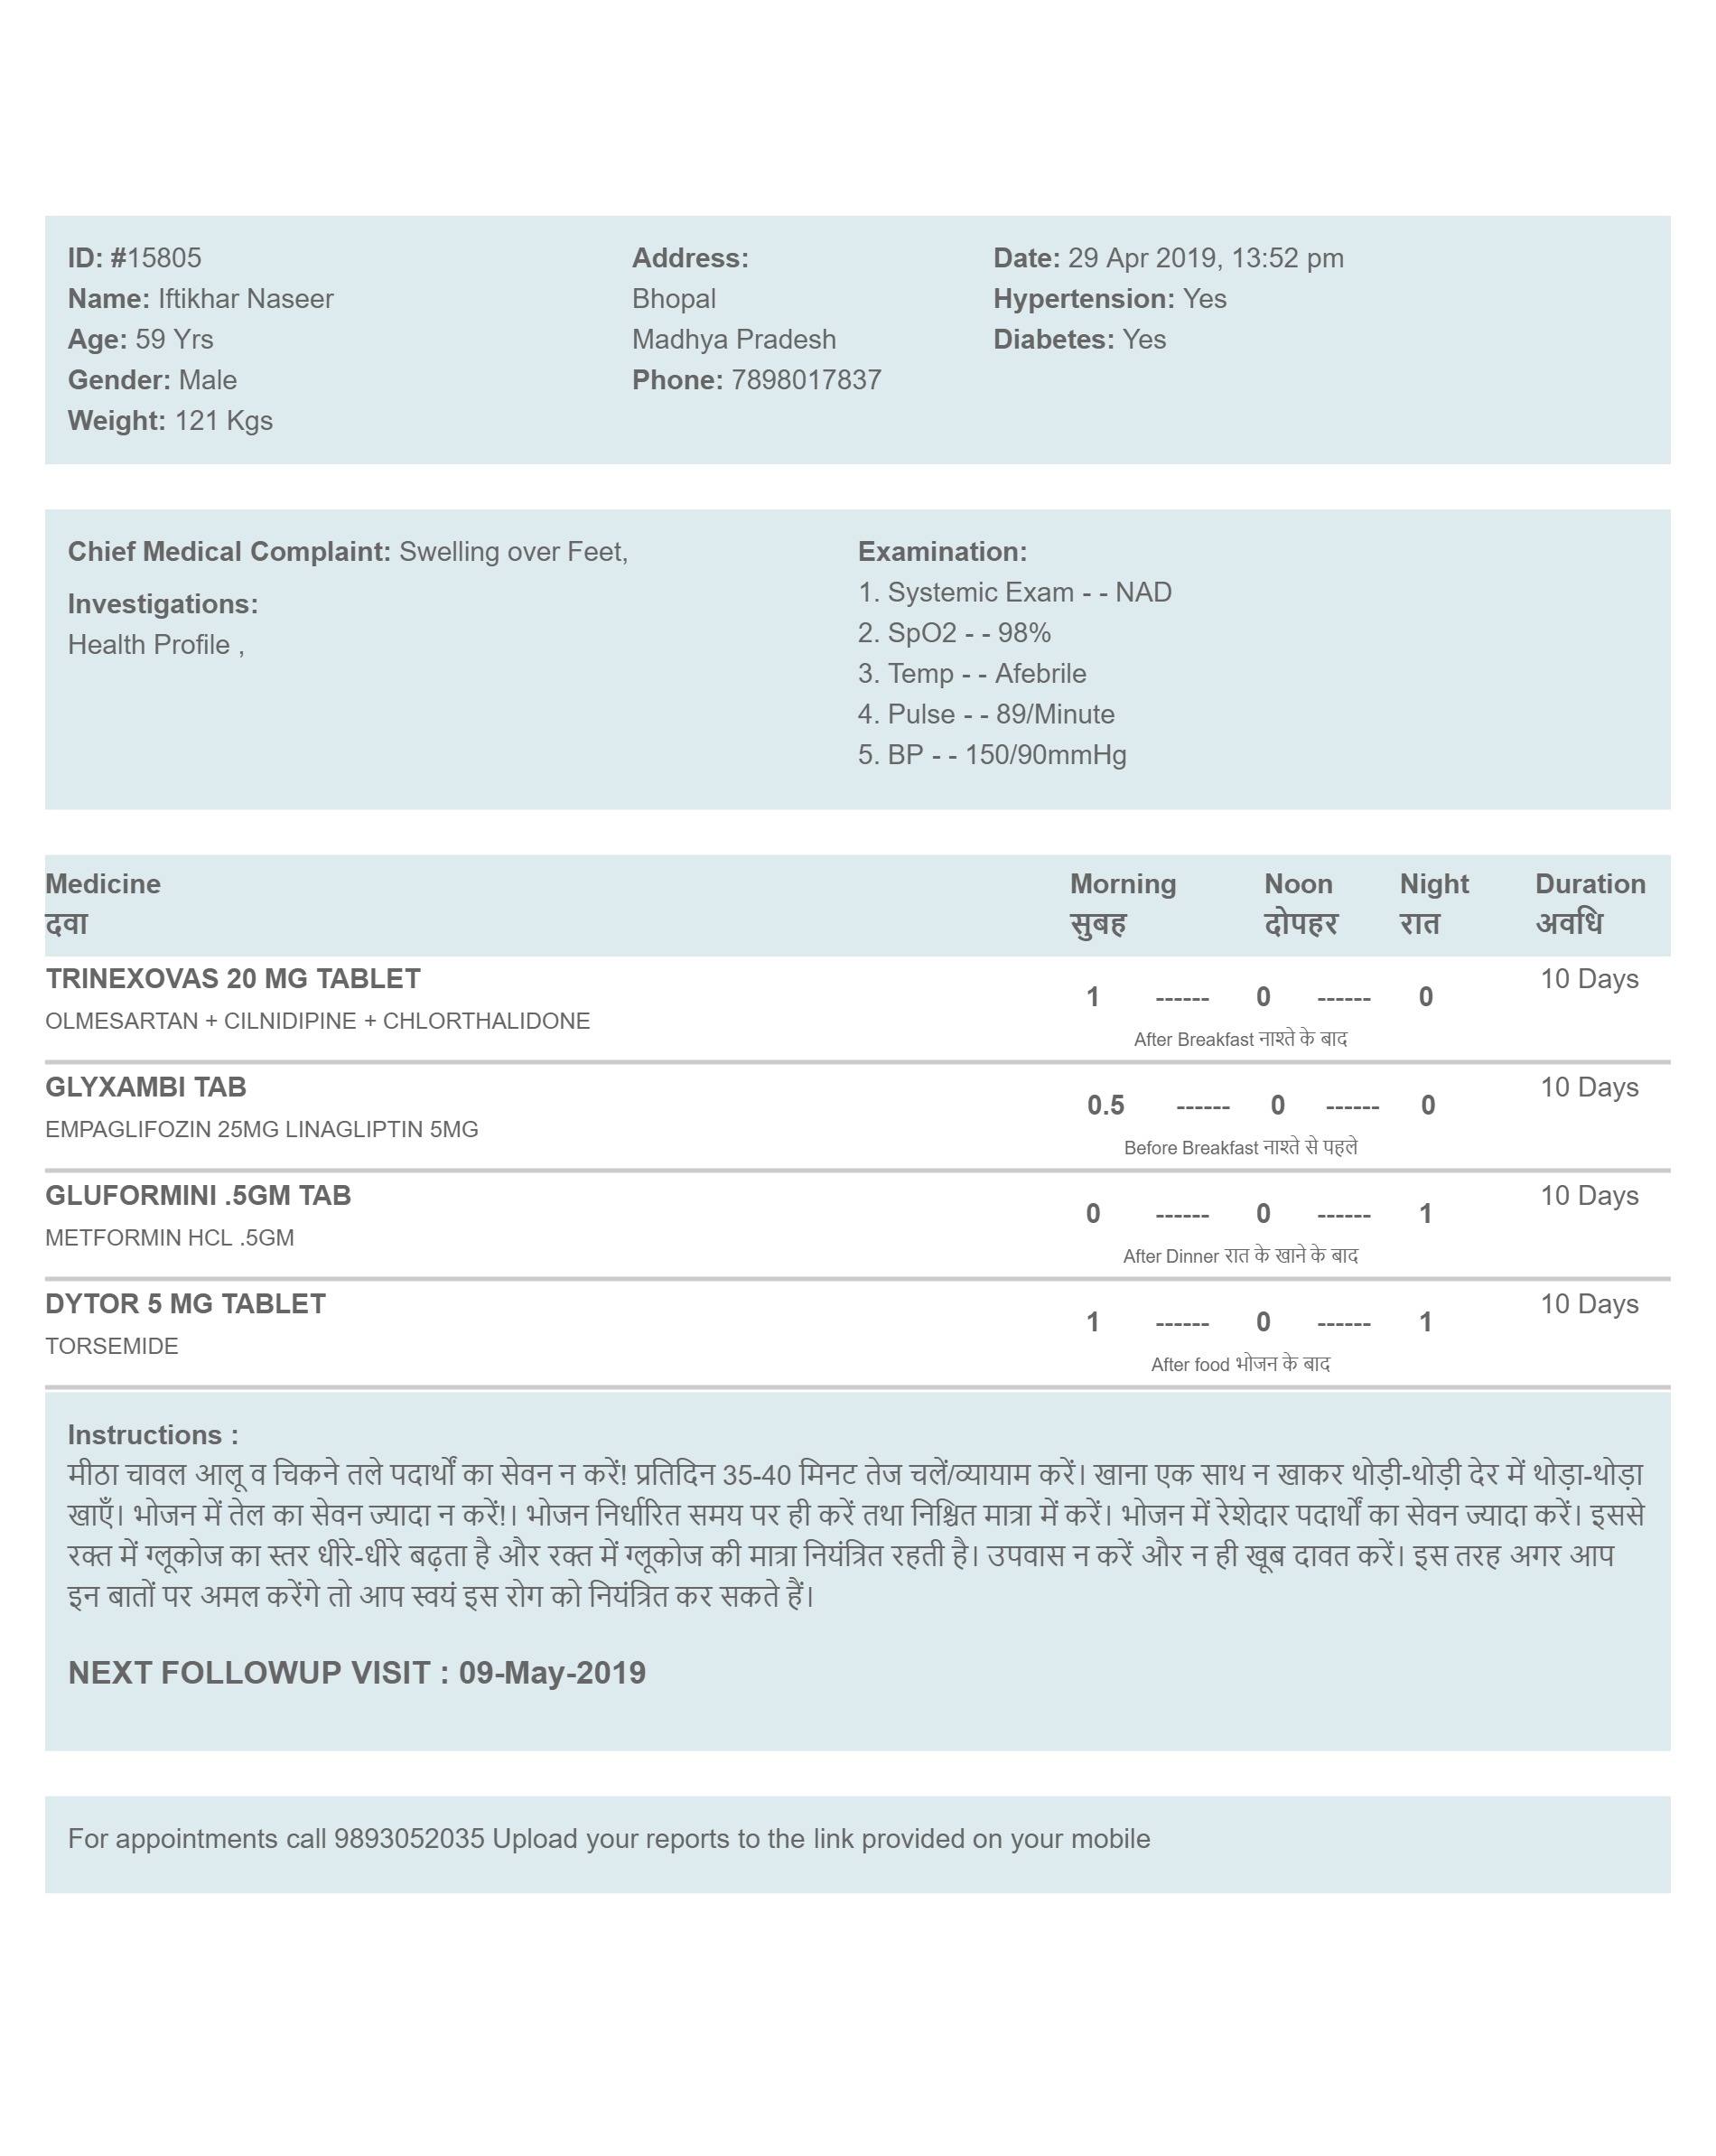 ID: #15805
Name: Iftikhar Naseer
Age: 59 Yrs
Gender: Male
Weight: 121 Kgs
Address:
Bhopal
Madhya Pradesh
Phone: 7898017837
Date: 29 Apr 2019, 13:52 pm
Hypertension: Yes
Diabetes: Yes
Chief Medical Complaint: Swelling over Feet,
Investigations:
Health Profile ,
Examination:
1. Systemic Exam - - NAD
2. SpO2 - - 98%
3. Temp - - Afebrile
4. Pulse - - 89/Minute
5. BP - - 150/90mmHg
Medicine Morning Noon Night Duration
दवा सुबह दोपहर रात अवधि
TRINEXOVAS 20 MG TABLET 10 Days
1 ------ 0 ------ 0
OLMESARTAN + CILNIDIPINE + CHLORTHALIDONE
After Breakfast नाश्ते के बाद
GLYXAMBI TAB 10 Days
0.5 ------ 0 ------ 0
EMPAGLIFOZIN 25MG LINAGLIPTIN 5MG
Before Breakfast नाश्ते से पहले
GLUFORMINI .5GM TAB 10 Days
0 ------ 0 ------ 1
METFORMIN HCL .5GM
After Dinner रात के खाने के बाद
DYTOR 5 MG TABLET 10 Days
1 ------ 0 ------ 1
TORSEMIDE
After food भोजन के बाद
Instructions :
मीठा चावल आलू व चिकने तले पदार्थों का सेवन न करें! प्रतिदिन 35-40 मिनट तेज चलें/व्यायाम करें। खाना एक साथ न खाकर थोड़ी-थोड़ी देर में थोड़ा-थोड़ा
खाएँ। भोजन में तेल का सेवन ज्यादा न करें!। भोजन निर्धारित समय पर ही करें तथा निश्चित मात्रा में करें। भोजन में रेशेदार पदार्थों का सेवन ज्यादा करें। इससे
रक्त में ग्लूकोज का स्तर धीरे-धीरे बढ़ता है और रक्त में ग्लूकोज की मात्रा नियंत्रित रहती है। उपवास न करें और न ही खूब दावत करें। इस तरह अगर आप
इन बातों पर अमल करेंगे तो आप स्वयं इस रोग को नियंत्रित कर सकते हैं।
NEXT FOLLOWUP VISIT : 09-May-2019
For appointments call 9893052035 Upload your reports to the link provided on your mobile